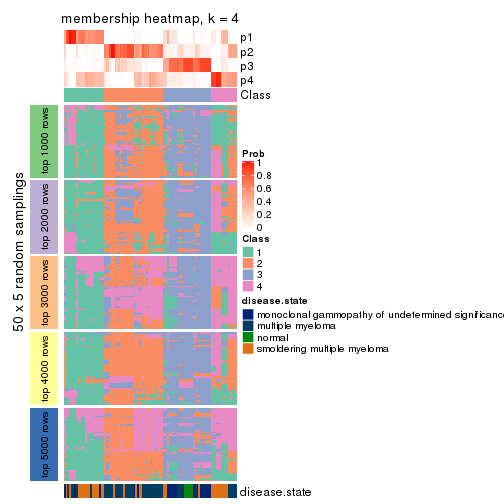 membership heatmap, k = 4
p1
p2
p3
p4
Class
50 x 5 random samplings
top 1000 rows
top 2000 rows
top 3000 rows
top 4000 rows
top 5000 rows
Prob
1
0.8
0.6
0.4
0.2
0
Class
1
2
3
4
disease.state
monoclonal gammopathy of undetermined significance
multiple myeloma
normal
smoldering multiple myeloma
disease.state